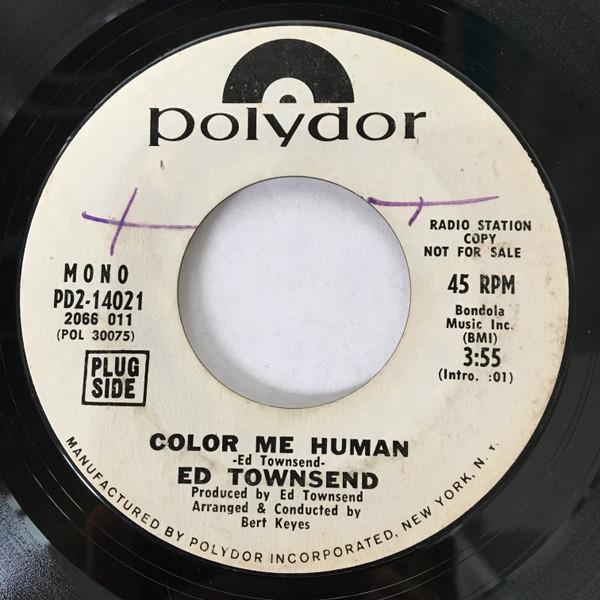 polydor
RADIO STATION
COPY
NOT FOR SALE
MONO
PD2-14021
2066 011
(POL 30075)
PLUG
SIDE
45 RPM
Bondola
Music Inc.
(BMI)
3:55
(Intro. :01)
COLOR ME HUMAN
-Ed Townsend-
ED TOWNSEND
Produced by Ed Townsend
Arranged & Conducted by
Bert Keyes
MANUFACTURED BY POLYDOR INCORPORATED, NEW YORK, N.Y.